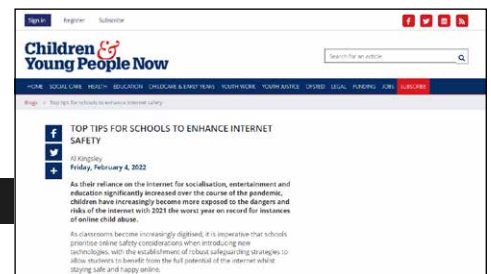 Sign in Register Subscribe
Children &
Young People Now
Search for an article
HOME SOCIAL CARE HEALTH EDUCATION CHILDCARE & EARLY YEARS YOUTH WORK YOUTH JUSTICE OFSTED LEGAL FUNDING JOBS SUBSCRIBE
Blogs > Top tips for schools to enhance internet safety
TOP TIPS FOR SCHOOLS TO ENHANCE INTERNET
SAFETY
Al Kingsley
Friday, February 4, 2022
As their reliance on the internet for socialisation, entertainment and
education significantly increased over the course of the pandemic,
children have increasingly become more exposed to the dangers and
risks of the internet with 2021 the worst year on record for instances
of online child abuse.
As classrooms become increasingly digitised, it is imperative that schools
prioritise online safety considerations when introducing new
technologies, with the establishment of robust safeguarding strategies to
allow students to benefit from the full potential of the internet whilst
staying safe and happy online.